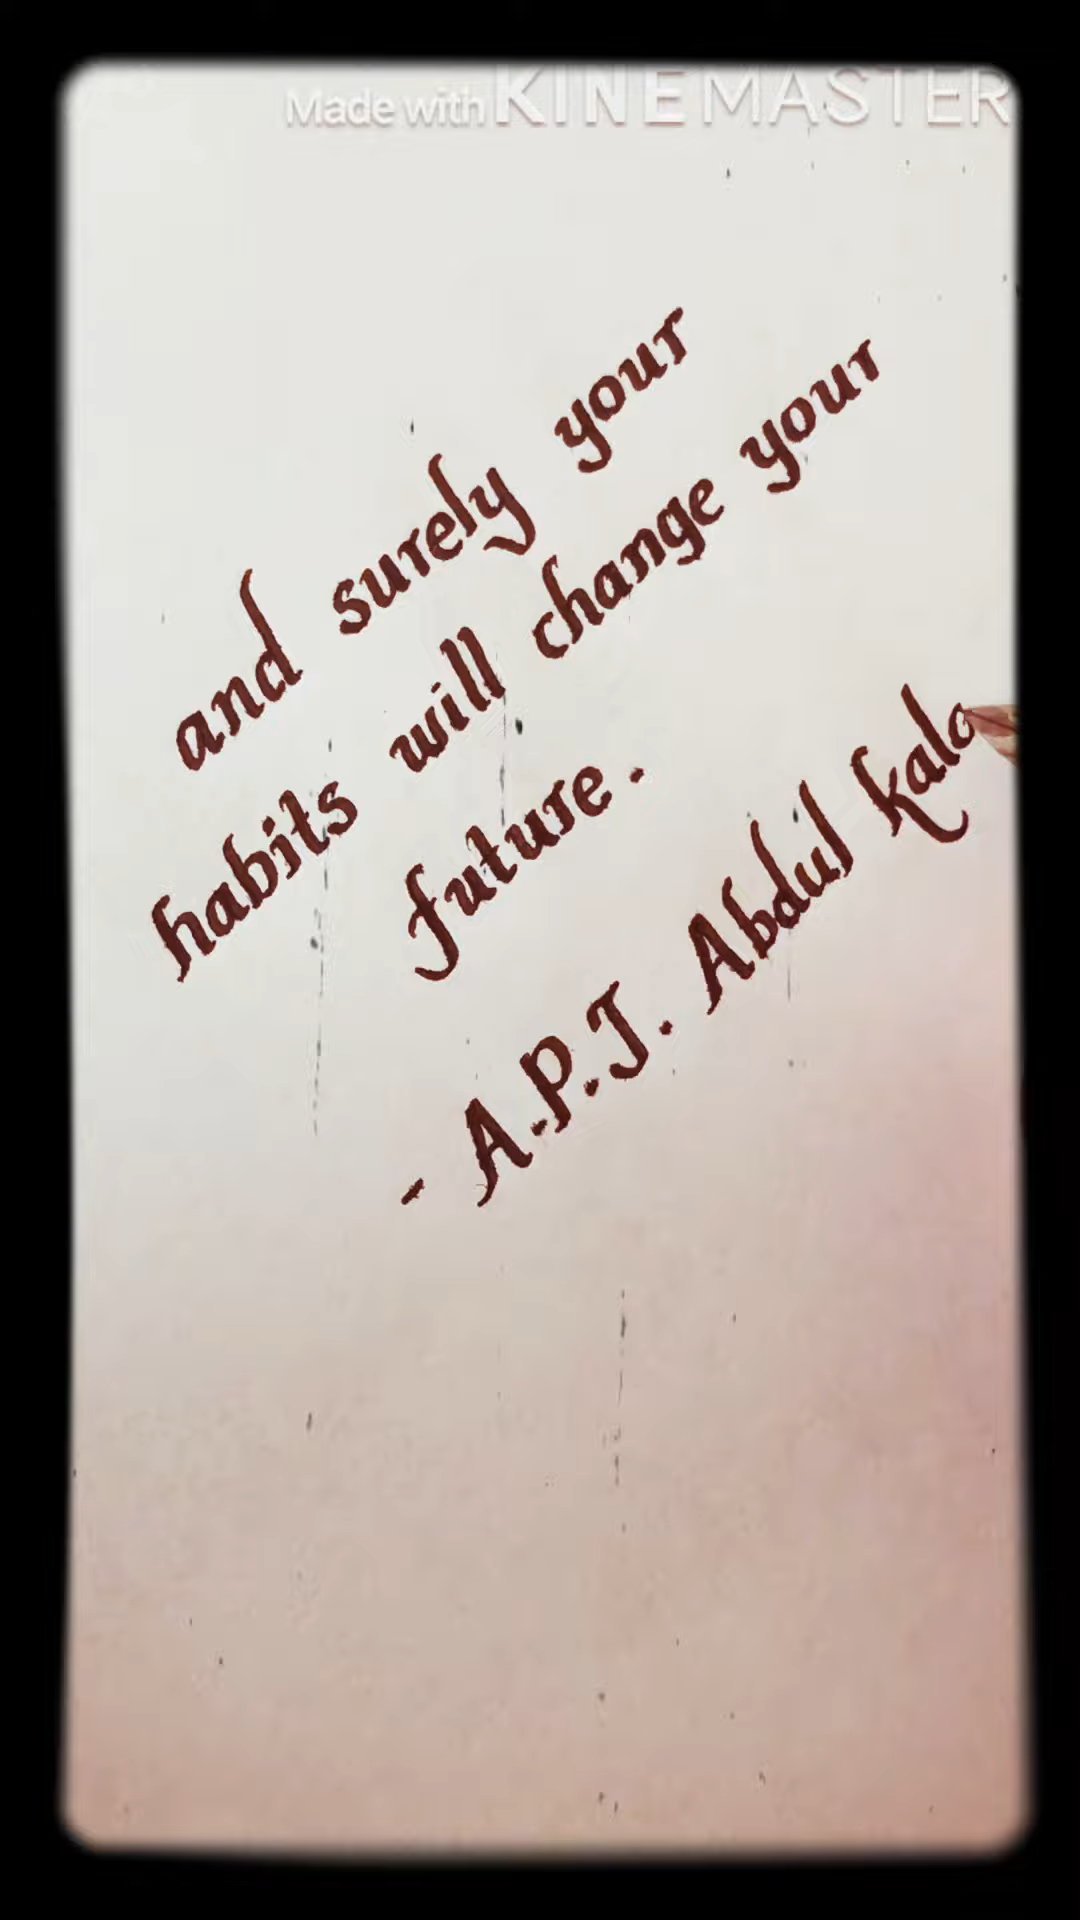 Made with KINEMASTER
and surely your
habits will change your
future.
- A.P.J. Abdul Kala